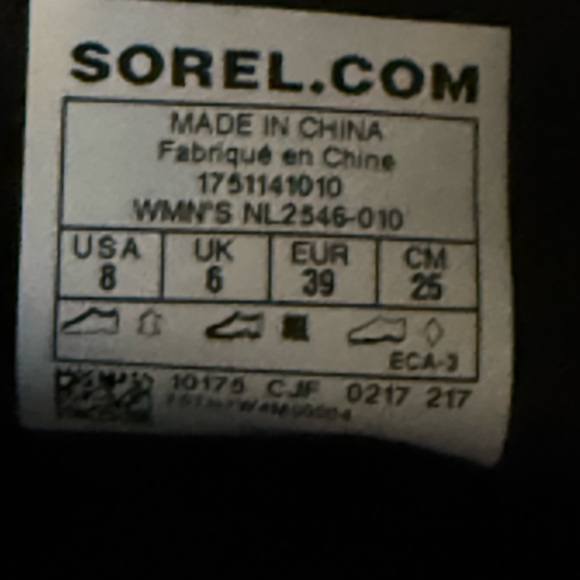 SOREL.COM
MADE IN CHINA
Fabriqué en Chine
1751141010
WMN'S NL2546-010
USA UK EUR CM
8 6 39 25
ECA-3
10175 CJF 0217 217